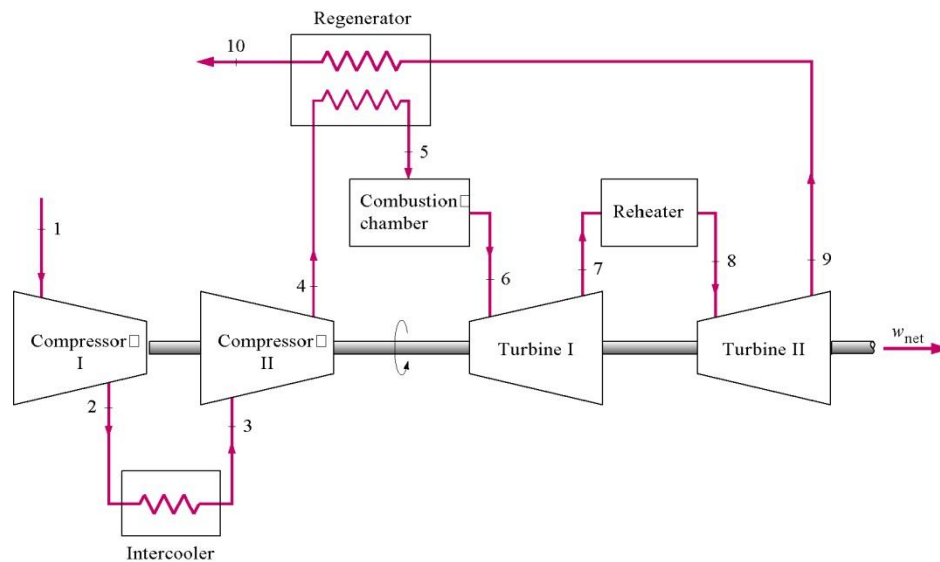 Regenerator
10
5
Combustion□
chamber
Reheater
1
4
6
7
8
9
Compressor□
I
Compressor□
II
Turbine I
Turbine II
wnet
2
3
Intercooler